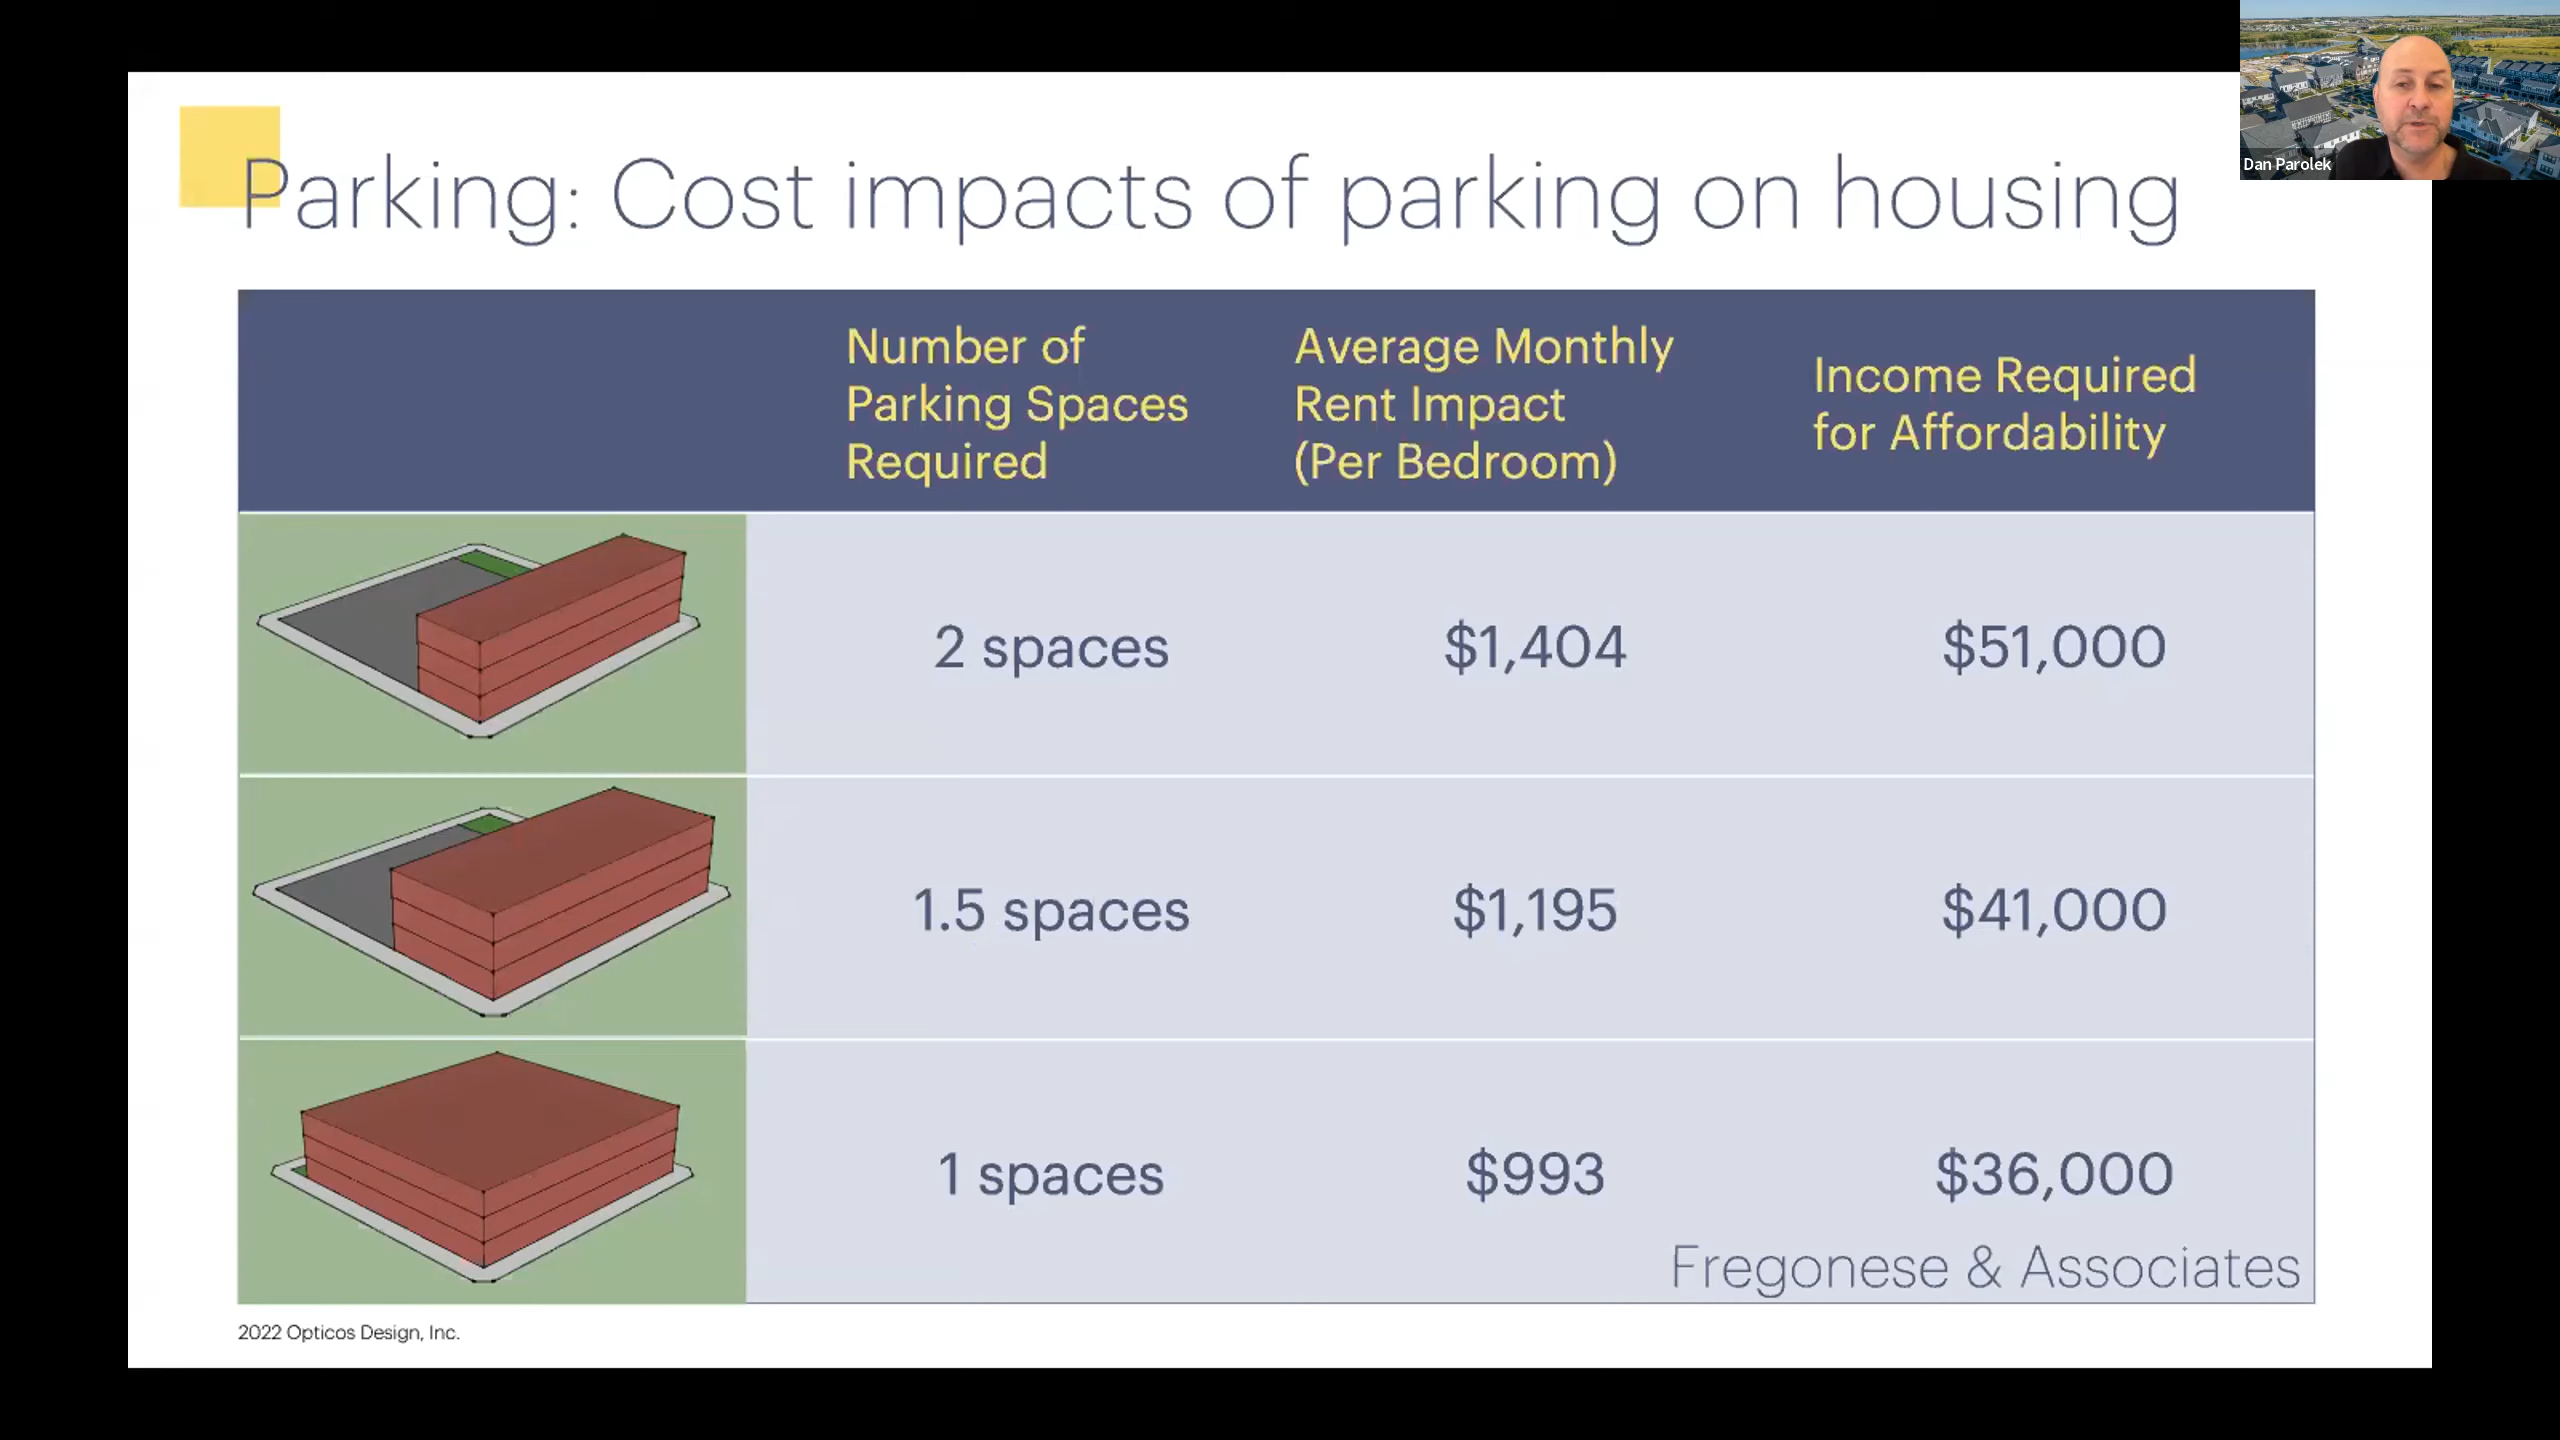 Dan Parolek
Parking: Cost impacts of parking on housing
Number of
Parking Spaces
Required
Average Monthly
Rent Impact
(Per Bedroom)
Income Required
for Affordability
2 spaces
$1,404
$51,000
1.5 spaces
$1,195
$41,000
1 spaces
$993
$36,000
Fregonese & Associates
2022 Opticos Design, Inc.